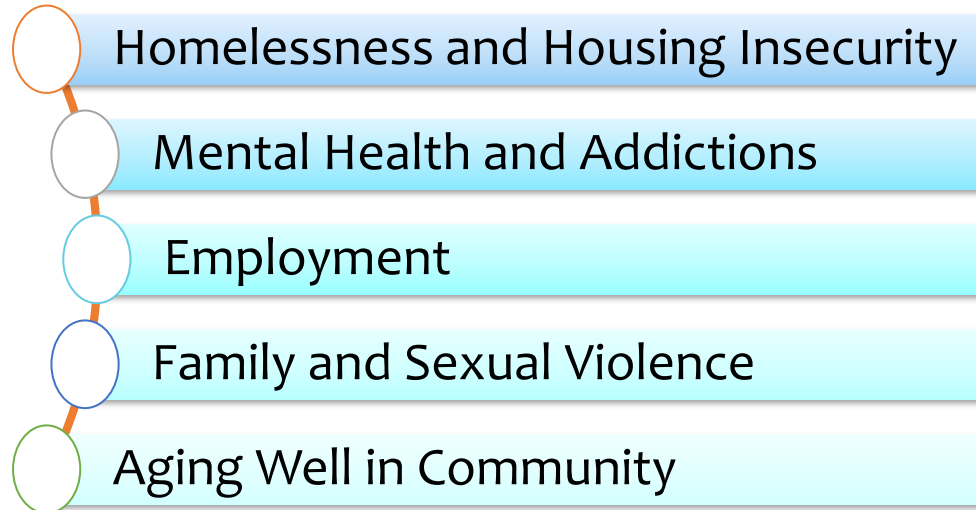 Homelessness and Housing Insecurity
Mental Health and Addictions
Employment
Family and Sexual Violence
Aging Well in Community